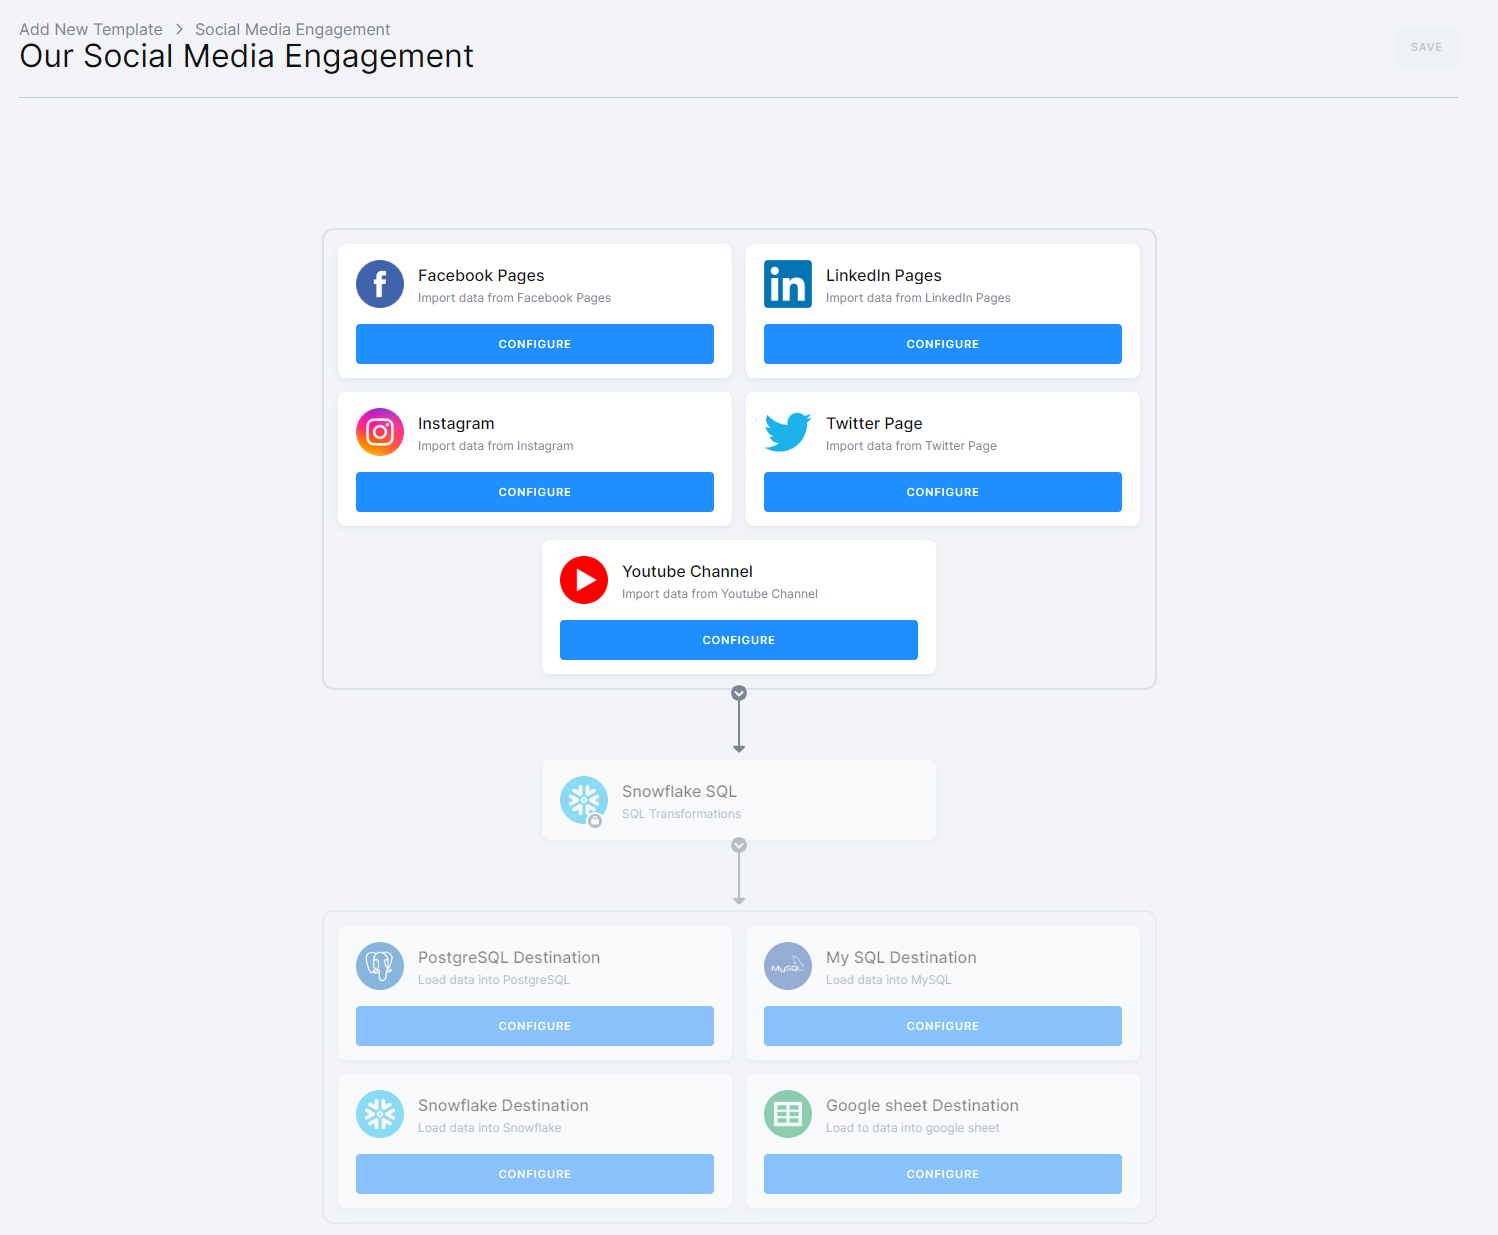 Add New Template > Social Media Engagement
Our Social Media Engagement
SAVE
Facebook Pages
Import data from Facebook Pages
CONFIGURE
LinkedIn Pages
Import data from LinkedIn Pages
CONFIGURE
Instagram
Import data from Instagram
CONFIGURE
Twitter Page
Import data from Twitter Page
CONFIGURE
Youtube Channel
Import data from Youtube Channel
CONFIGURE
Snowflake SQL
SQL Transformations
PostgreSQL Destination
Load data into PostgreSQL
CONFIGURE
MySQL
My SQL Destination
Load data into MySQL
CONFIGURE
Snowflake Destination
Load data into Snowflake
CONFIGURE
Google sheet Destination
Load to data into google sheet
CONFIGURE